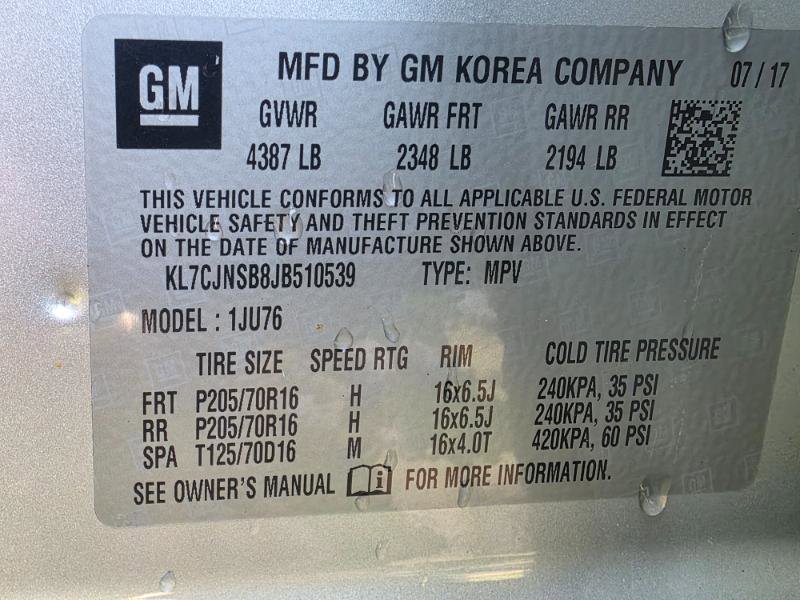 GM
MFD BY GM KOREA COMPANY 07/17
GVWR GAWR FRT GAWR RR
4387 LB 2348 LB 2194 LB
THIS VEHICLE CONFORMS TO ALL APPLICABLE U.S. FEDERAL MOTOR
VEHICLE SAFETY AND THEFT PREVENTION STANDARDS IN EFFECT
ON THE DATE OF MANUFACTURE SHOWN ABOVE.
KL7CJNSB8JB510539 TYPE: MPV
MODEL : 1JU76
TIRE SIZE SPEED RTG RIM COLD TIRE PRESSURE
FRT P205/70R16 H 16x6.5J 240KPA, 35 PSI
RR P205/70R16 H 16x6.5J 240KPA, 35 PSI
SPA T125/70D16 M 16x4.0T 420KPA, 60 PSI
SEE OWNER'S MANUAL FOR MORE INFORMATION.